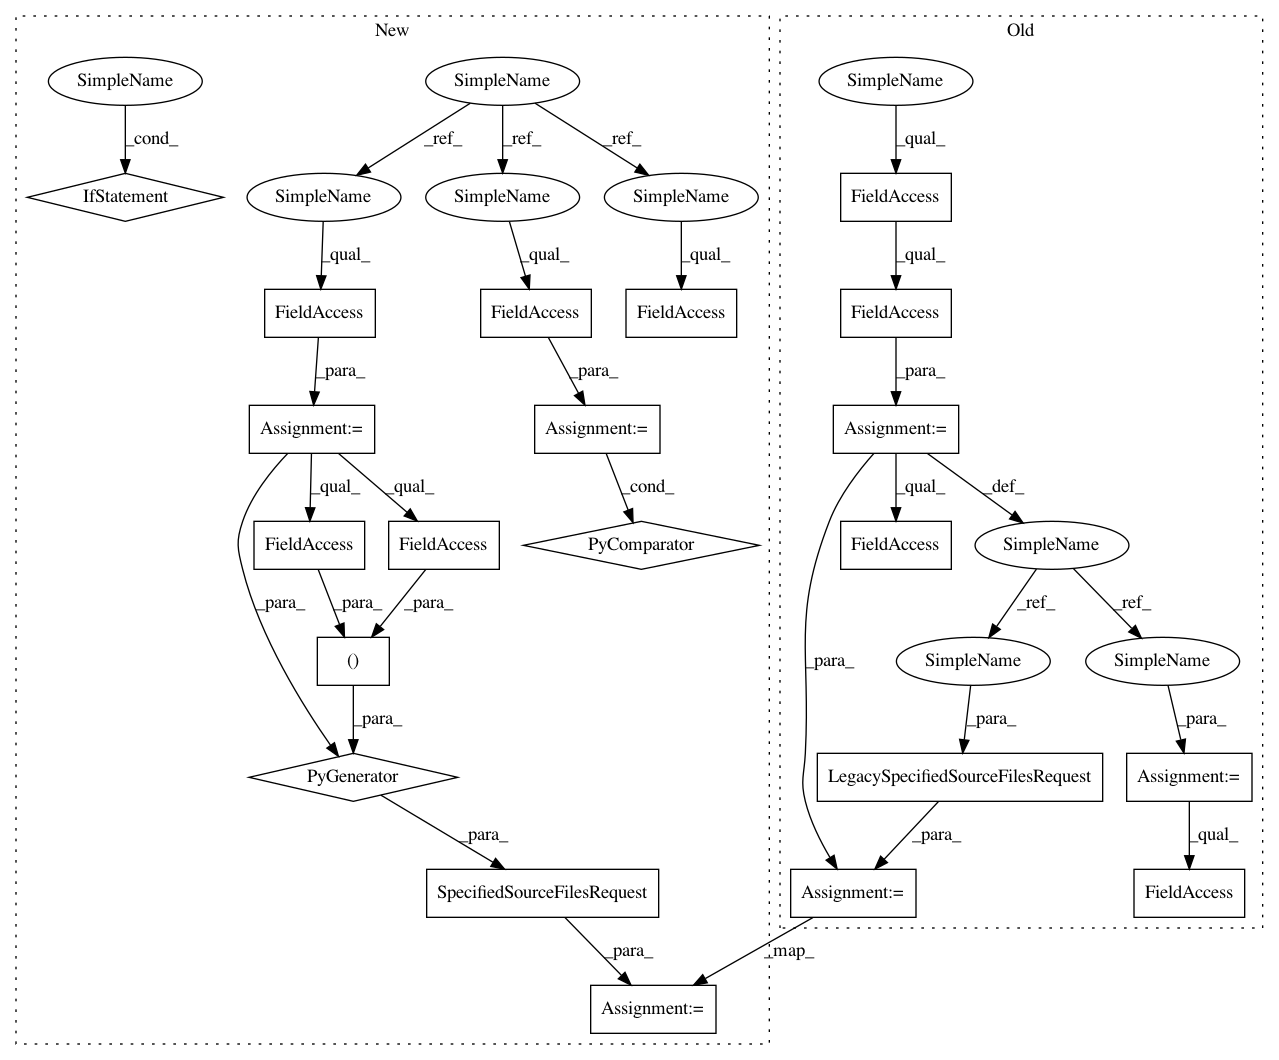 New
Old
SimpleName
SimpleName
SimpleName
_cond_
_ref_
_ref_
_ref_
_qual_
IfStatement
SimpleName
SimpleName
SimpleName
FieldAccess
_qual_
_qual_
_qual_
_qual_
FieldAccess
FieldAccess
FieldAccess
FieldAccess
_para_
_para_
_para_
Assignment:=
Assignment:=
Assignment:=
_qual_
_qual_
_cond_
_qual_
_def_
FieldAccess
FieldAccess
PyComparator
FieldAccess
SimpleName
_para_
_para_
_para_
_ref_
_ref_
()
_para_
SimpleName
SimpleName
_para_
_para_
_para_
PyGenerator
LegacySpecifiedSourceFilesRequest
Assignment:=
_para_
_para_
_qual_
SpecifiedSourceFilesRequest
Assignment:=
FieldAccess
_para_
_map_
Assignment:=